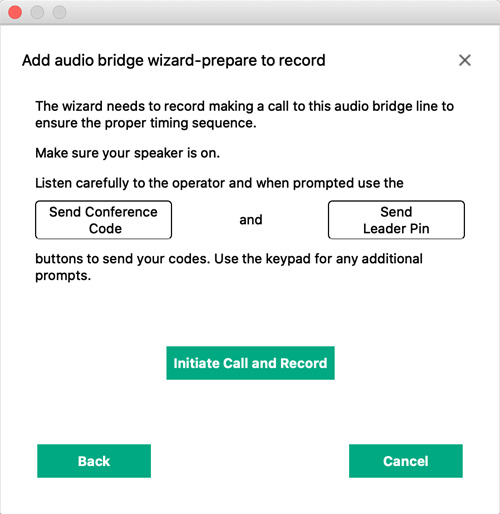 Add audio bridge wizard-prepare to record
The wizard needs to record making a call to this audio bridge line to
ensure the proper timing sequence.
Make sure your speaker is on.
Listen carefully to the operator and when prompted use the
Send Conference
Code
and
Send
Leader Pin
buttons to send your codes. Use the keypad for any additional
prompts.
Initiate Call and Record
Back
Cancel